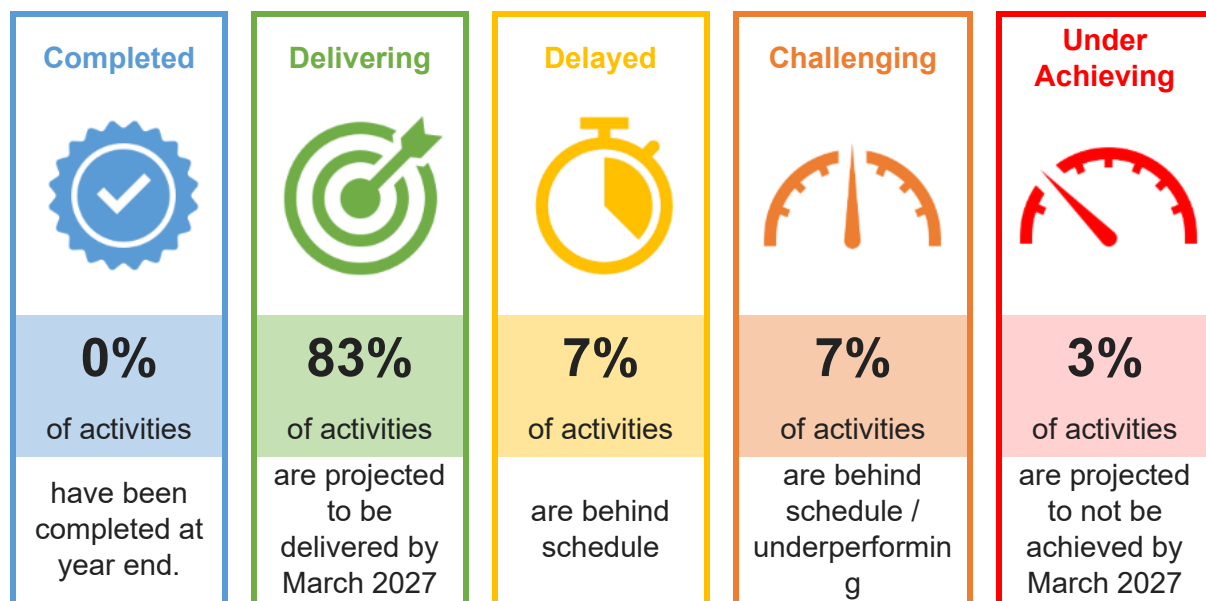 Completed
0%
of activities
have been
completed at
year end.
Delivering
83%
of activities
are projected
to be
delivered by
March 2027
Delayed
7%
of activities
are behind
schedule
Challenging
7%
of activities
are behind
schedule /
underperformin
g
Under
Achieving
3%
of activities
are projected
to not be
achieved by
March 2027